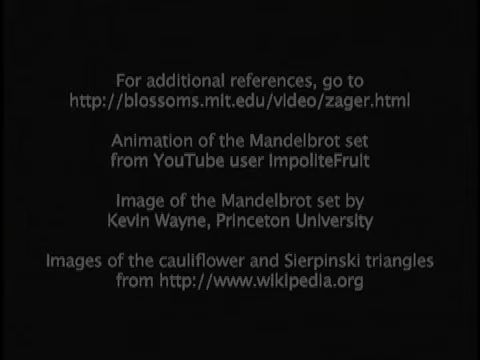 For additional references, go to
http://blossoms.mit.edu/video/zager.html
Animation of the Mandelbrot set
from YouTube user ImpoliteFruit
Image of the Mandelbrot set by
Kevin Wayne, Princeton University
Images of the cauliflower and Sierpinski triangles
from http://www.wikipedia.org